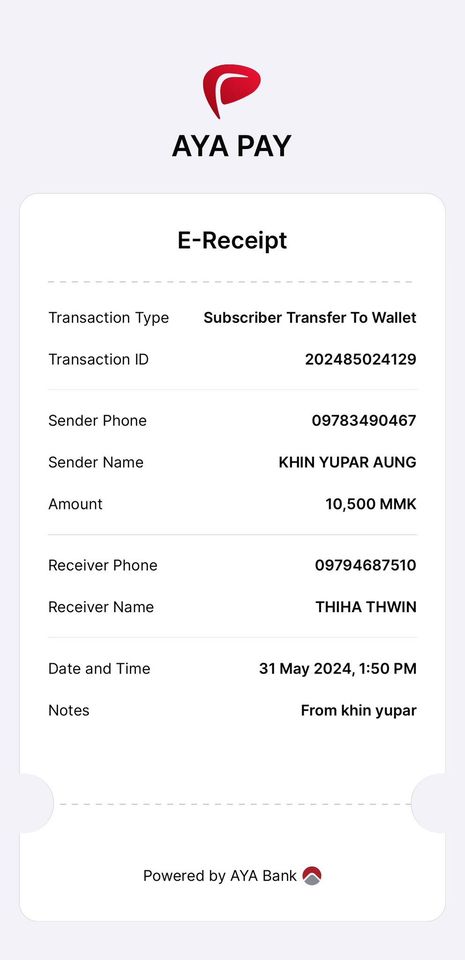 AYA PAY
E-Receipt
Transaction Type Subscriber Transfer To Wallet
Transaction ID 202485024129
Sender Phone 09783490467
Sender Name KHIN YUPAR AUNG
Amount 10,500 MMK
Receiver Phone 09794687510
Receiver Name THIHA THWIN
Date and Time 31 May 2024, 1:50 PM
Notes From khin yupar
Powered by AYA Bank